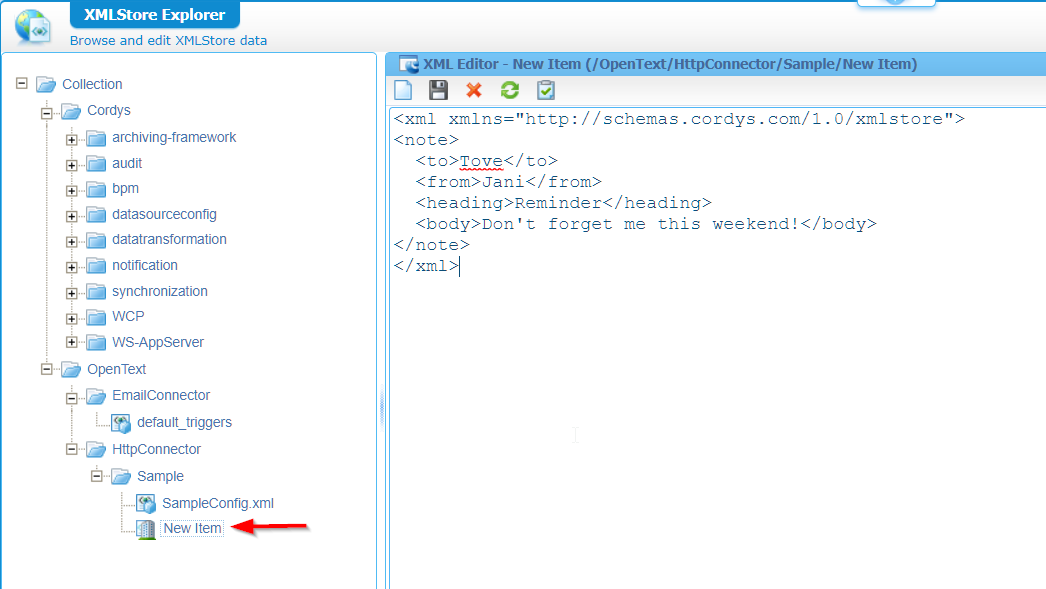 XMLStore Explorer
Browse and edit XMLStore data
Collection
Cordys
archiving-framework
audit
bpm
datasourceconfig
datatransformation
notification
synchronization
WCP
WS-AppServer
OpenText
EmailConnector
default_triggers
HttpConnector
Sample
SampleConfig.xml
New Item
XML Editor - New Item (/OpenText/HttpConnector/Sample/New Item)
<xml xmlns="http://schemas.cordys.com/1.0/xmlstore">
<note>
  <to>Tove</to>
  <from>Jani</from>
  <heading>Reminder</heading>
  <body>Don't forget me this weekend!</body>
</note>
</xml>